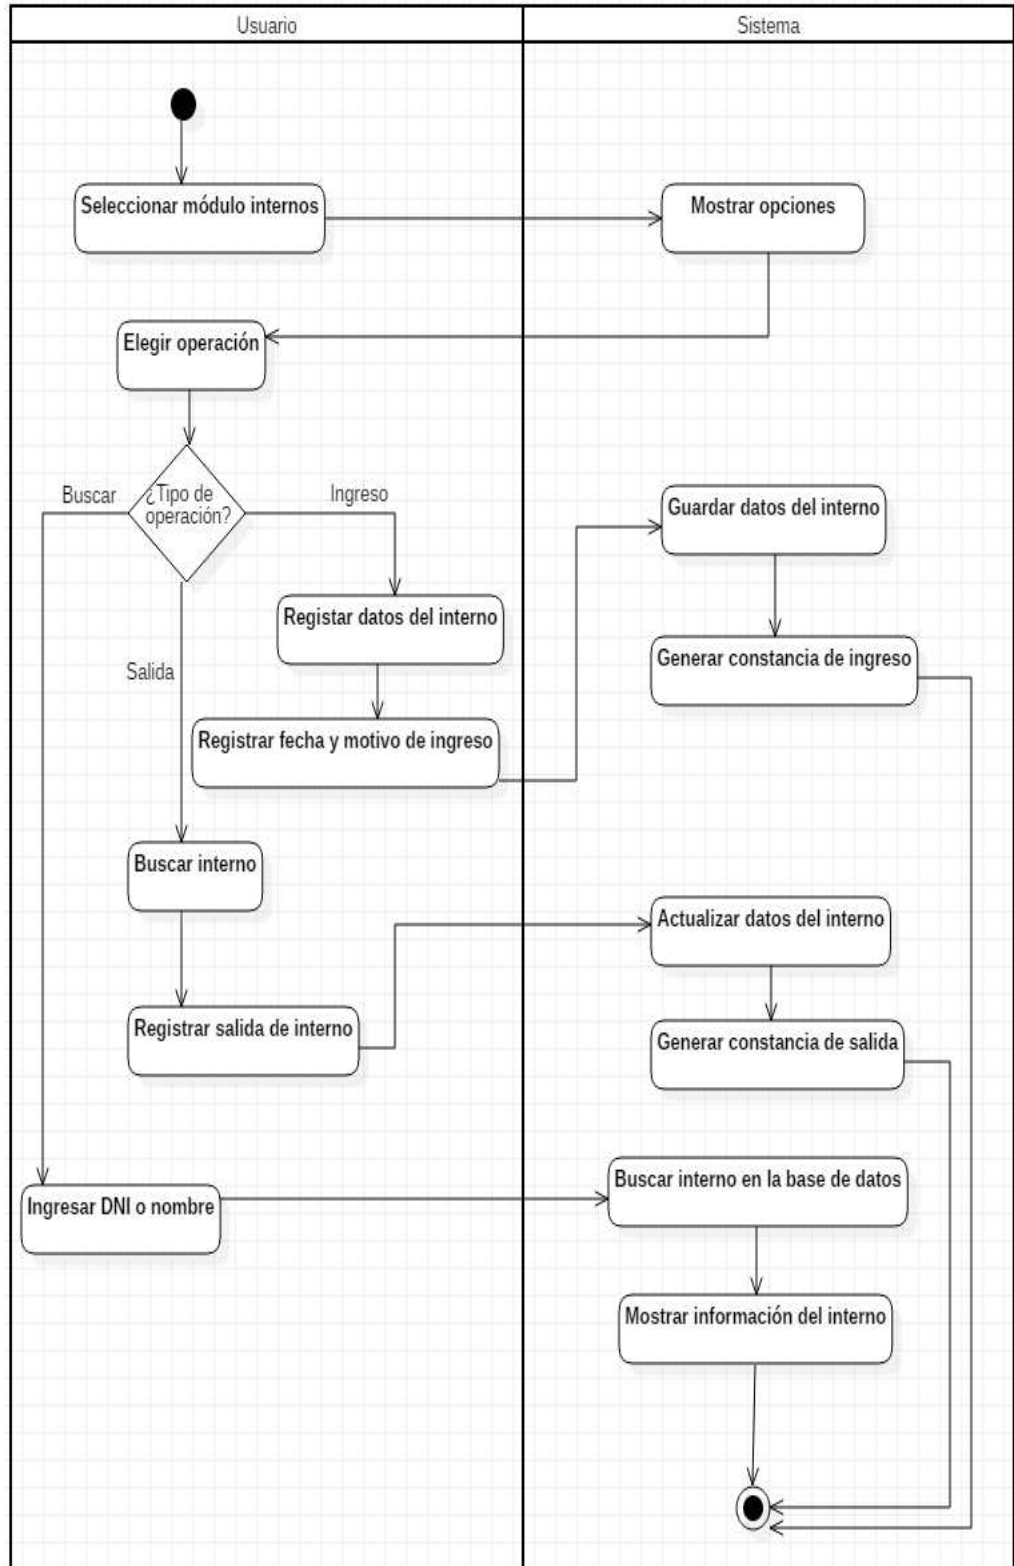 Usuario
Sistema
Seleccionar módulo internos
Mostrar opciones
Elegir operación
Buscar
¿Tipo de
operación?
Ingreso
Guardar datos del interno
Registar datos del interno
Salida
Generar constancia de ingreso
Registrar fecha y motivo de ingreso
Buscar interno
Actualizar datos del interno
Registrar salida de interno
Generar constancia de salida
Buscar interno en la base de datos
Ingresar DNI o nombre
Mostrar información del interno